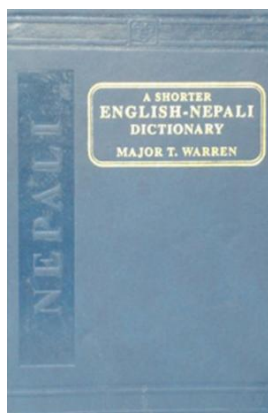 A SHORTER
ENGLISH-NEPALI
DICTIONARY
MAJOR T. WARREN
NEPALI